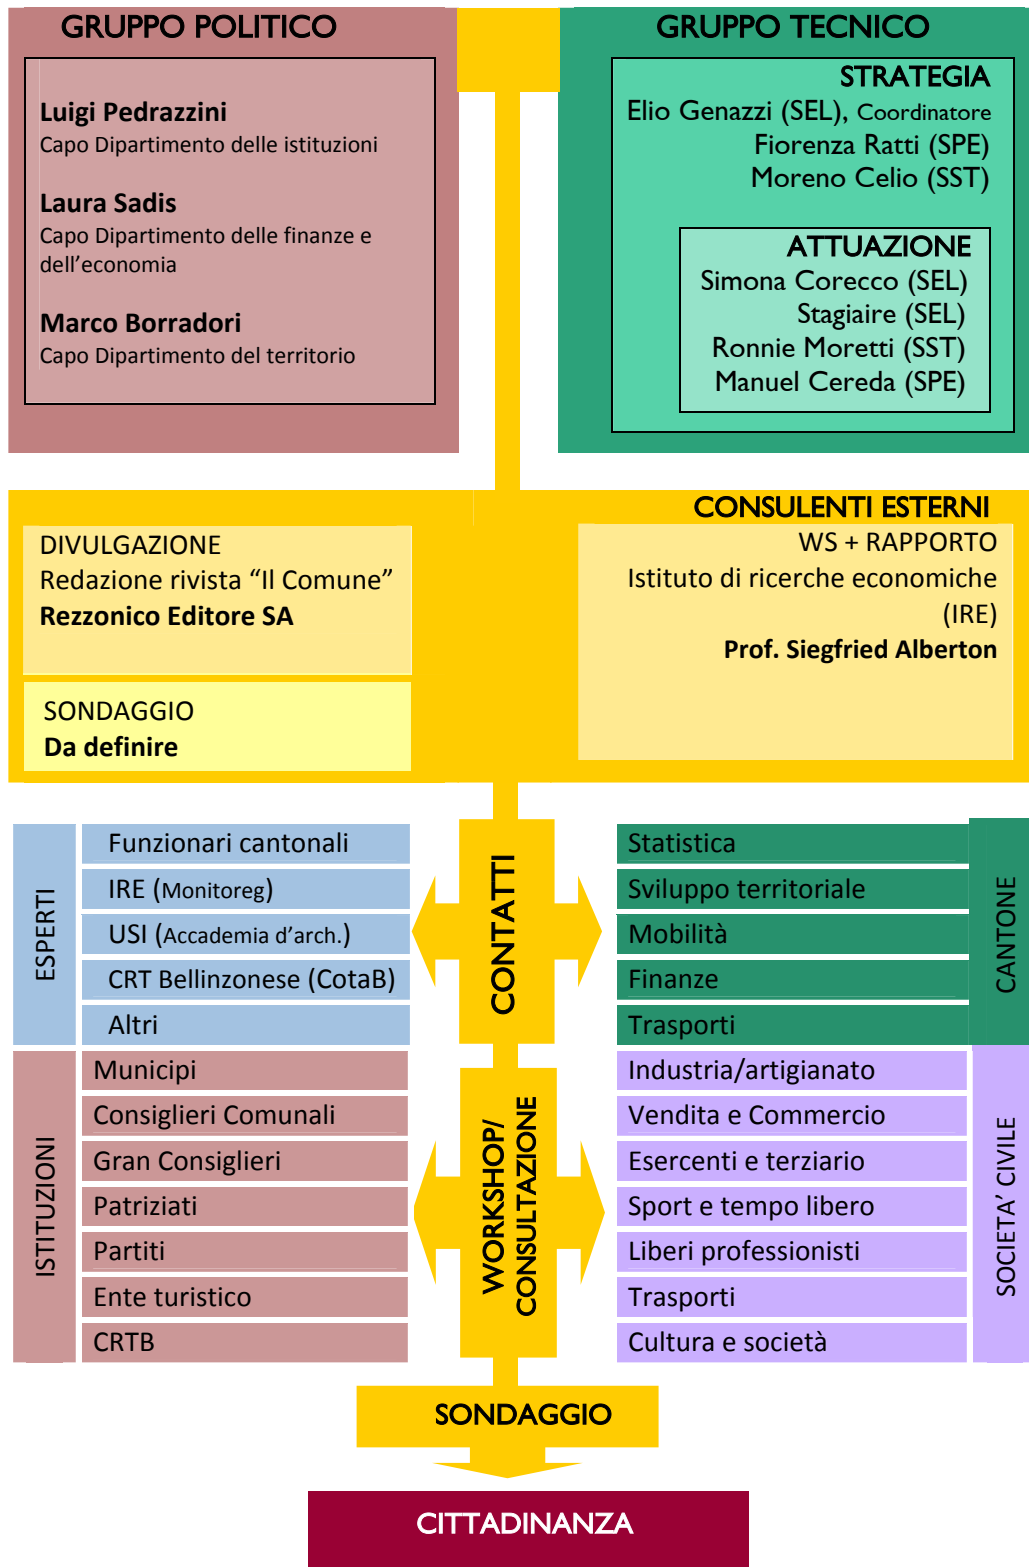 GRUPPO POLITICO
Luigi Pedrazzini
Capo Dipartimento delle istituzioni
Laura Sadis
Capo Dipartimento delle finanze e
dell’economia
Marco Borradori
Capo Dipartimento del territorio
GRUPPO TECNICO
STRATEGIA
Elio Genazzi (SEL), Coordinatore
Fiorenza Ratti (SPE)
Moreno Celio (SST)
ATTUAZIONE
Simona Corecco (SEL)
Stagiaire (SEL)
Ronnie Moretti (SST)
Manuel Cereda (SPE)
CONSULENTI ESTERNI
DIVULGAZIONE
Redazione rivista “Il Comune”
Rezzonico Editore SA
SONDAGGIO
Da definire
WS + RAPPORTO
Istituto di ricerche economiche
(IRE)
Prof. Siegfried Alberton
ESPERTI
Funzionari cantonali
IRE (Monitoreg)
USI (Accademia d’arch.)
CRT Bellinzonese (CotaB)
Altri
CONTATTI
Statistica
Sviluppo territoriale
Mobilità
Finanze
Trasporti
CANTONE
ISTITUZIONI
Municipi
Consiglieri Comunali
Gran Consiglieri
Patriziati
Partiti
Ente turistico
CRTB
WORKSHOP/
CONSULTAZIONE
Industria/artigianato
Vendita e Commercio
Esercenti e terziario
Sport e tempo libero
Liberi professionisti
Trasporti
Cultura e società
SOCIETA’ CIVILE
SONDAGGIO
CITTADINANZA